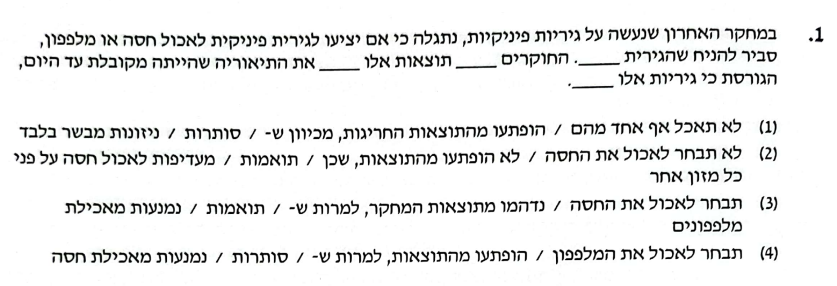 1. במחקר האחרון שנעשה על גיריות פיניקיות, נתגלה כי אם יציעו לגירית פיניקית לאכול חסה או מלפפון,
סביר להניח שהגירית _____. החוקרים _____ תוצאות אלו _____ את התיאוריה שהייתה מקובלת עד היום,
הגורסת כי גיריות אלו _____.
(1) לא תאכל אף אחד מהם / הופתעו מהתוצאות החריגות, מכיוון ש- / סותרות / ניזונות מבשר בלבד
(2) לא תבחר לאכול את החסה / לא הופתעו מהתוצאות, שכן / תואמות / מעדיפות לאכול חסה על פני
כל מזון אחר
(3) תבחר לאכול את החסה / נדהמו מתוצאות המחקר, למרות ש- / תואמות / נמנעות מאכילת
מלפפונים
(4) תבחר לאכול את המלפפון / הופתעו מהתוצאות, למרות ש- / סותרות / נמנעות מאכילת חסה